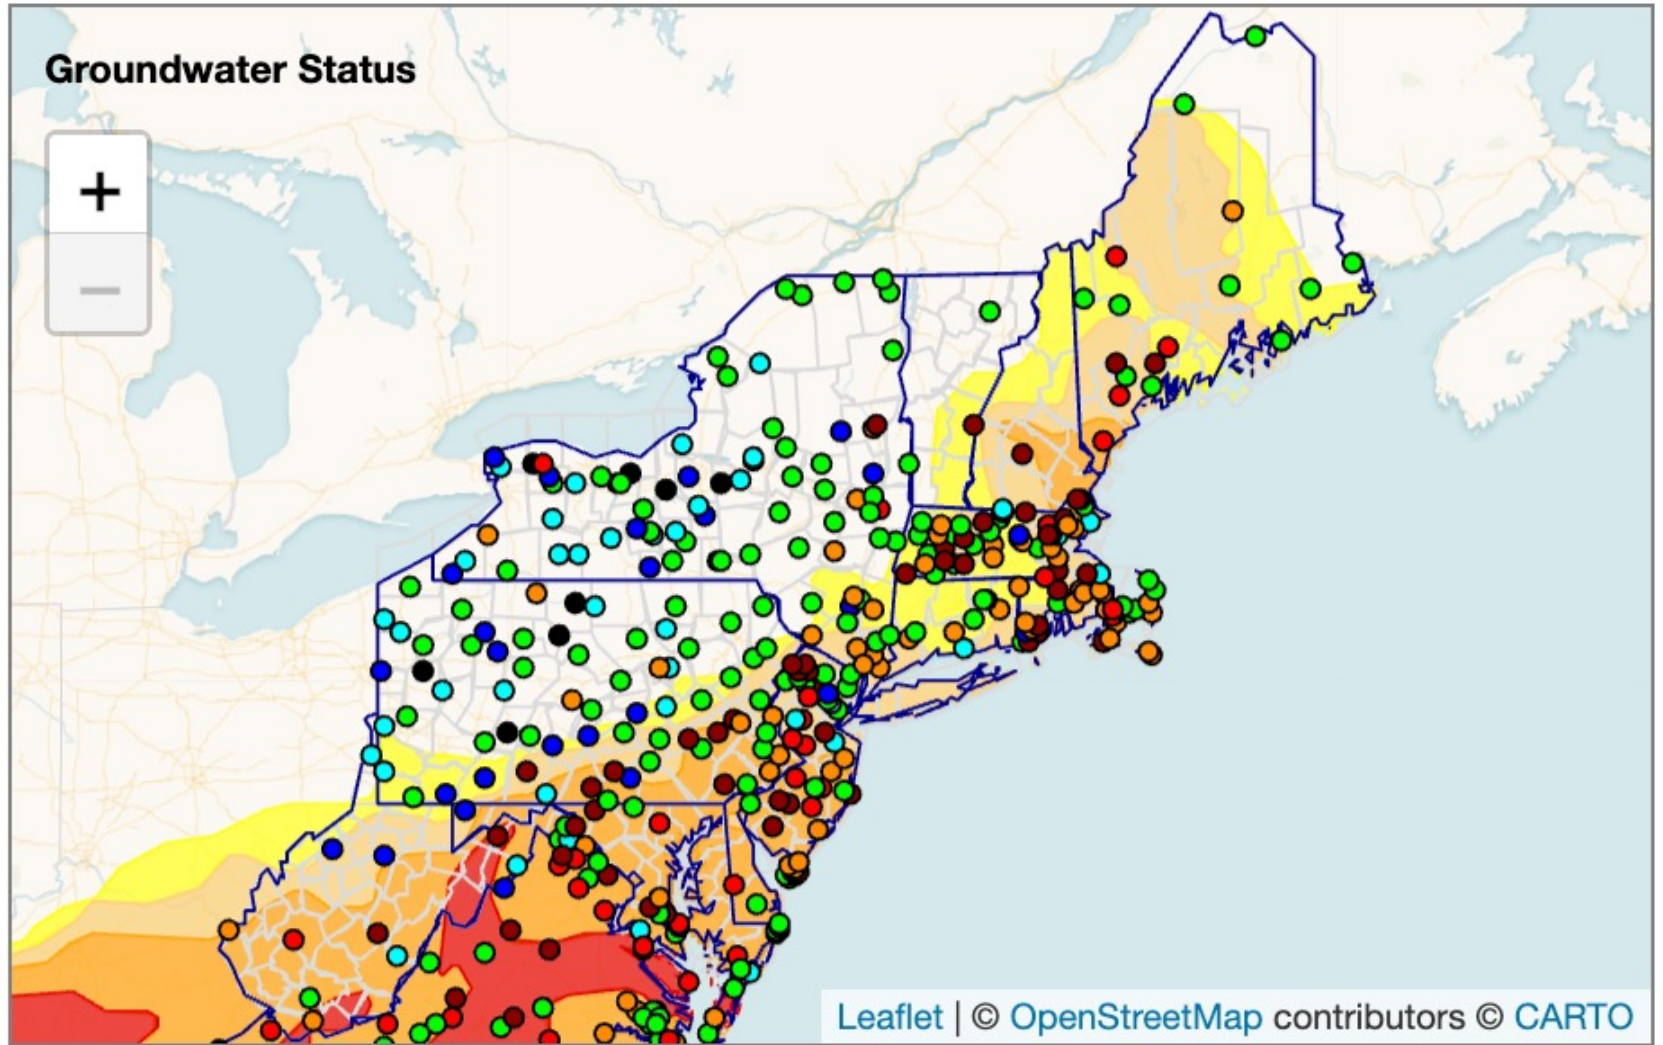 Groundwater Status
+
−
Leaflet | © OpenStreetMap contributors © CARTO